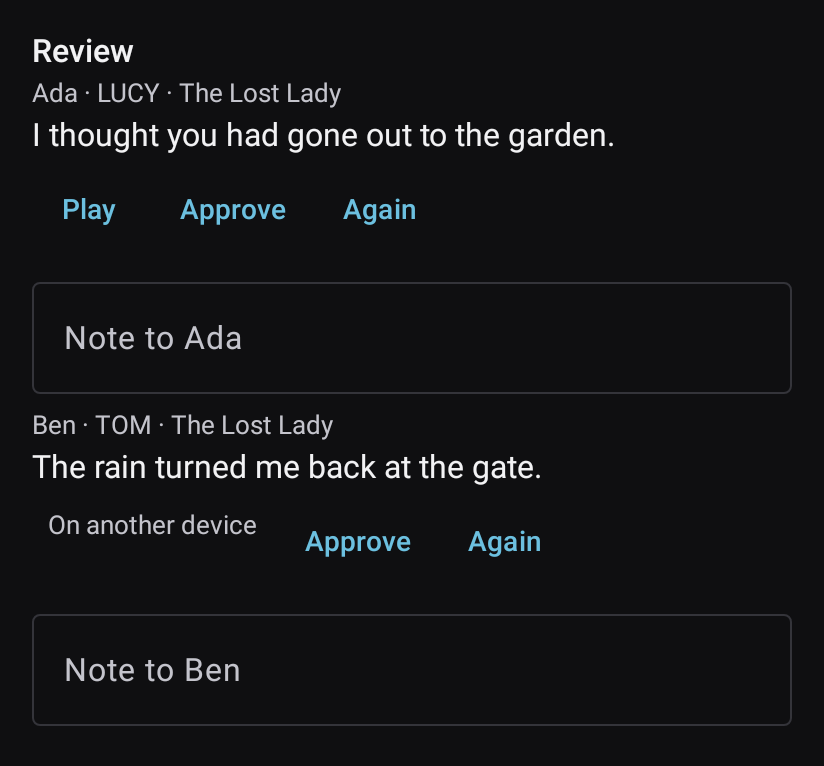 Review
Ada · LUCY · The Lost Lady
I thought you had gone out to the garden.
Play Approve Again
Note to Ada
Ben · TOM · The Lost Lady
The rain turned me back at the gate.
On another device Approve Again
Note to Ben